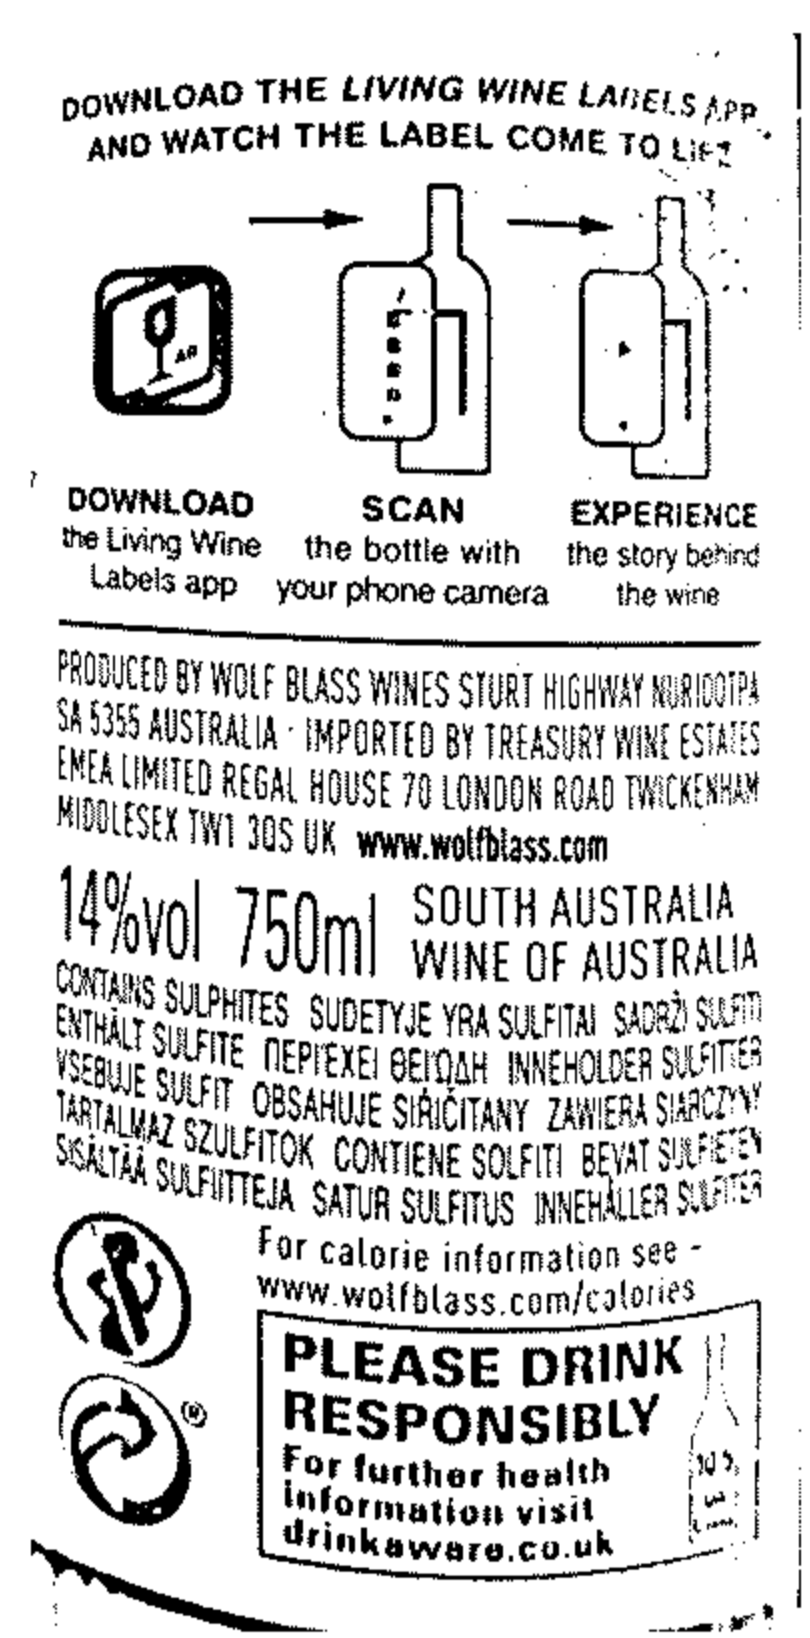 DOWNLOAD THE LIVING WINE LABELS APP
AND WATCH THE LABEL COME TO LIFE
AR
DOWNLOAD
the Living Wine
Labels app
SCAN
the bottle with
your phone camera
EXPERIENCE
the story behind
the wine
PRODUCED BY WOLF BLASS WINES STURT HIGHWAY NURIOOTPA
SA 5355 AUSTRALIA · IMPORTED BY TREASURY WINE ESTATES
EMEA LIMITED REGAL HOUSE 70 LONDON ROAD TWICKENHAM
MIDDLESEX TW1 3QS UK www.wolfblass.com
14%vol 750ml
SOUTH AUSTRALIA
WINE OF AUSTRALIA
CONTAINS SULPHITES SUDETYJE YRA SULFITAI SADRŽI SULFITI
ENTHÄLT SULFITE ΠΕΡΙΈΧΕΙ ΘΕΙΏΔΗ INNEHOLDER SULFITTER
VSEBUJE SULFIT OBSAHUJE SIŘIČITANY ZAWIERA SIARCZYNY
TARTALMAZ SZULFITOK CONTIENE SOLFITI BEVAT SULFIETEN
SISÄLTÄÄ SULFIITTEJA SATUR SULFITUS INNEHÅLLER SULFITER
For calorie information see -
www.wolfblass.com/calories
®
PLEASE DRINK
RESPONSIBLY
For further health
information visit
drinkaware.co.uk